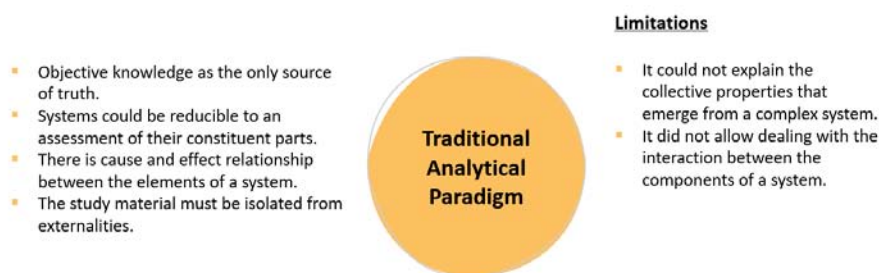 ▪ Objective knowledge as the only source
of truth.
▪ Systems could be reducible to an
assessment of their constituent parts.
▪ There is cause and effect relationship
between the elements of a system.
▪ The study material must be isolated from
externalities.
Traditional
Analytical
Paradigm
Limitations
▪ It could not explain the
collective properties that
emerge from a complex system.
▪ It did not allow dealing with the
interaction between the
components of a system.